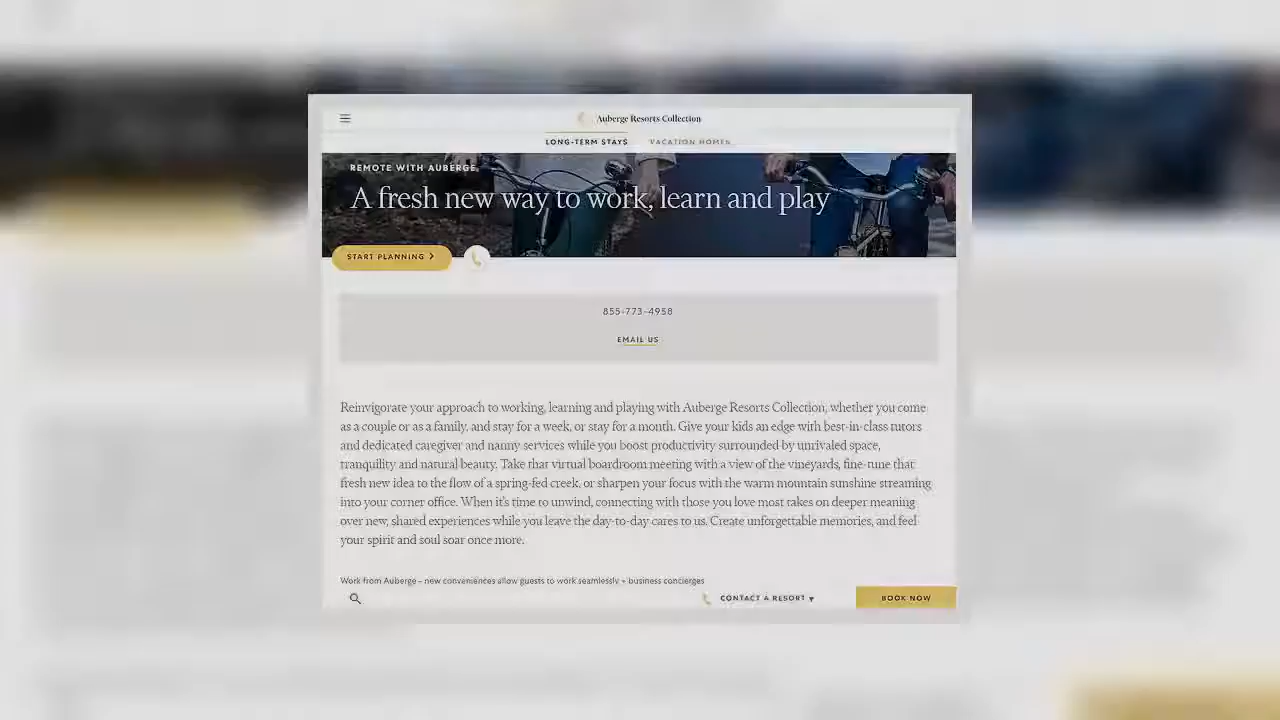 Auberge Resorts Collection
LONG-TERM STAYS VACATION HOMES
REMOTE WITH AUBERGE
A fresh new way to work, learn and play
START PLANNING
855-773-4958
EMAIL US
Reinvigorate your approach to working, learning and playing with Auberge Resorts Collection, whether you come
as a couple or as a family, and stay for a week, or stay for a month. Give your kids an edge with best-in-class tutors
and dedicated caregiver and nanny services while you boost productivity surrounded by unrivaled space,
tranquility and natural beauty. Take that virtual boardroom meeting with a view of the vineyards, fine-tune that
fresh new idea to the flow of a spring-fed creek, or sharpen your focus with the warm mountain sunshine streaming
into your corner office. When it's time to unwind, connecting with those you love most takes on deeper meaning
over new, shared experiences while you leave the day-to-day cares to us. Create unforgettable memories, and feel
your spirit and soul soar once more.
Work from Auberge – new conveniences allow guests to work seamlessly + business concierges
CONTACT A RESORT BOOK NOW